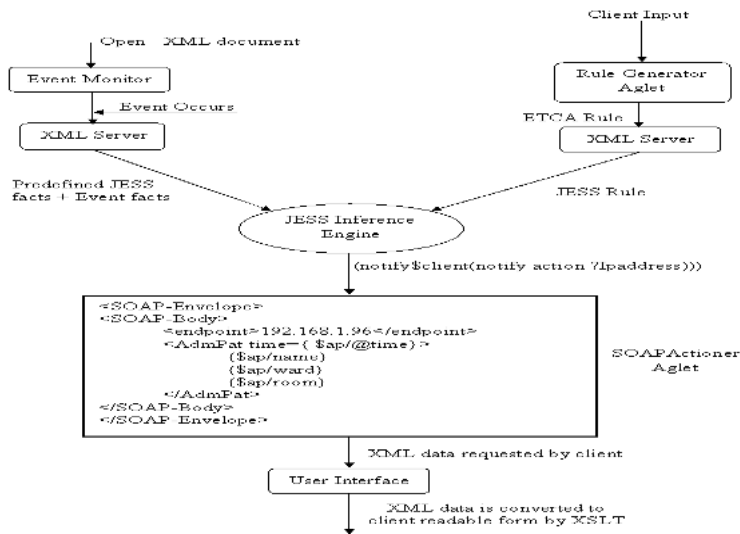 Client Input
Open XML document
Event Monitor
Rule Generator
Aglet
Event Occurs
ETCA Rule
XML Server
XML Server
Predefined JESS
facts + Event facts
JESS Rule
JESS Inference
Engine
(notify$client(notify action ?Ipaddress)))
<SOAP-Envelope>
<SOAP-Body>
<endpoint>192.168.1.96</endpoint>
<AdmPat time={ $ap/@time}>
{$ap/name}
{$ap/ward}
{$ap/room}
</AdmPat>
</SOAP-Body>
</SOAP Envelope>
SOAPActioner
Aglet
XML data requested by client
User Interface
XML data is converted to
client readable form by XSLT